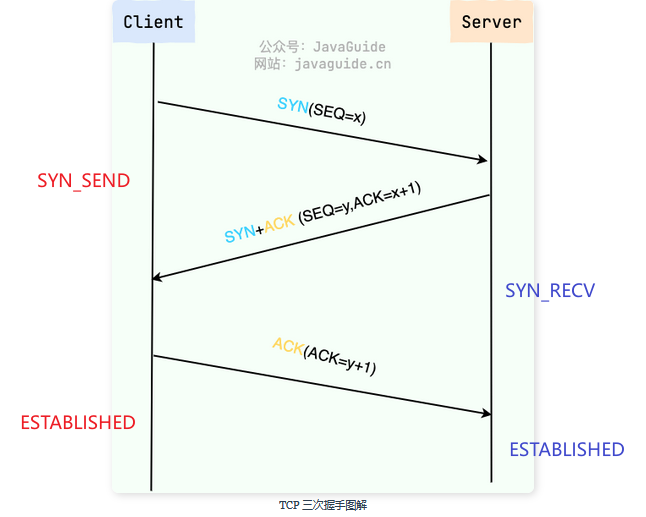 Client
Server
公众号：JavaGuide
网站：javaguide.cn
SYN(SEQ=x)
SYN_SEND
SYN+ACK (SEQ=y,ACK=x+1)
SYN_RECV
ACK(ACK=y+1)
ESTABLISHED
ESTABLISHED
TCP 三次握手图解